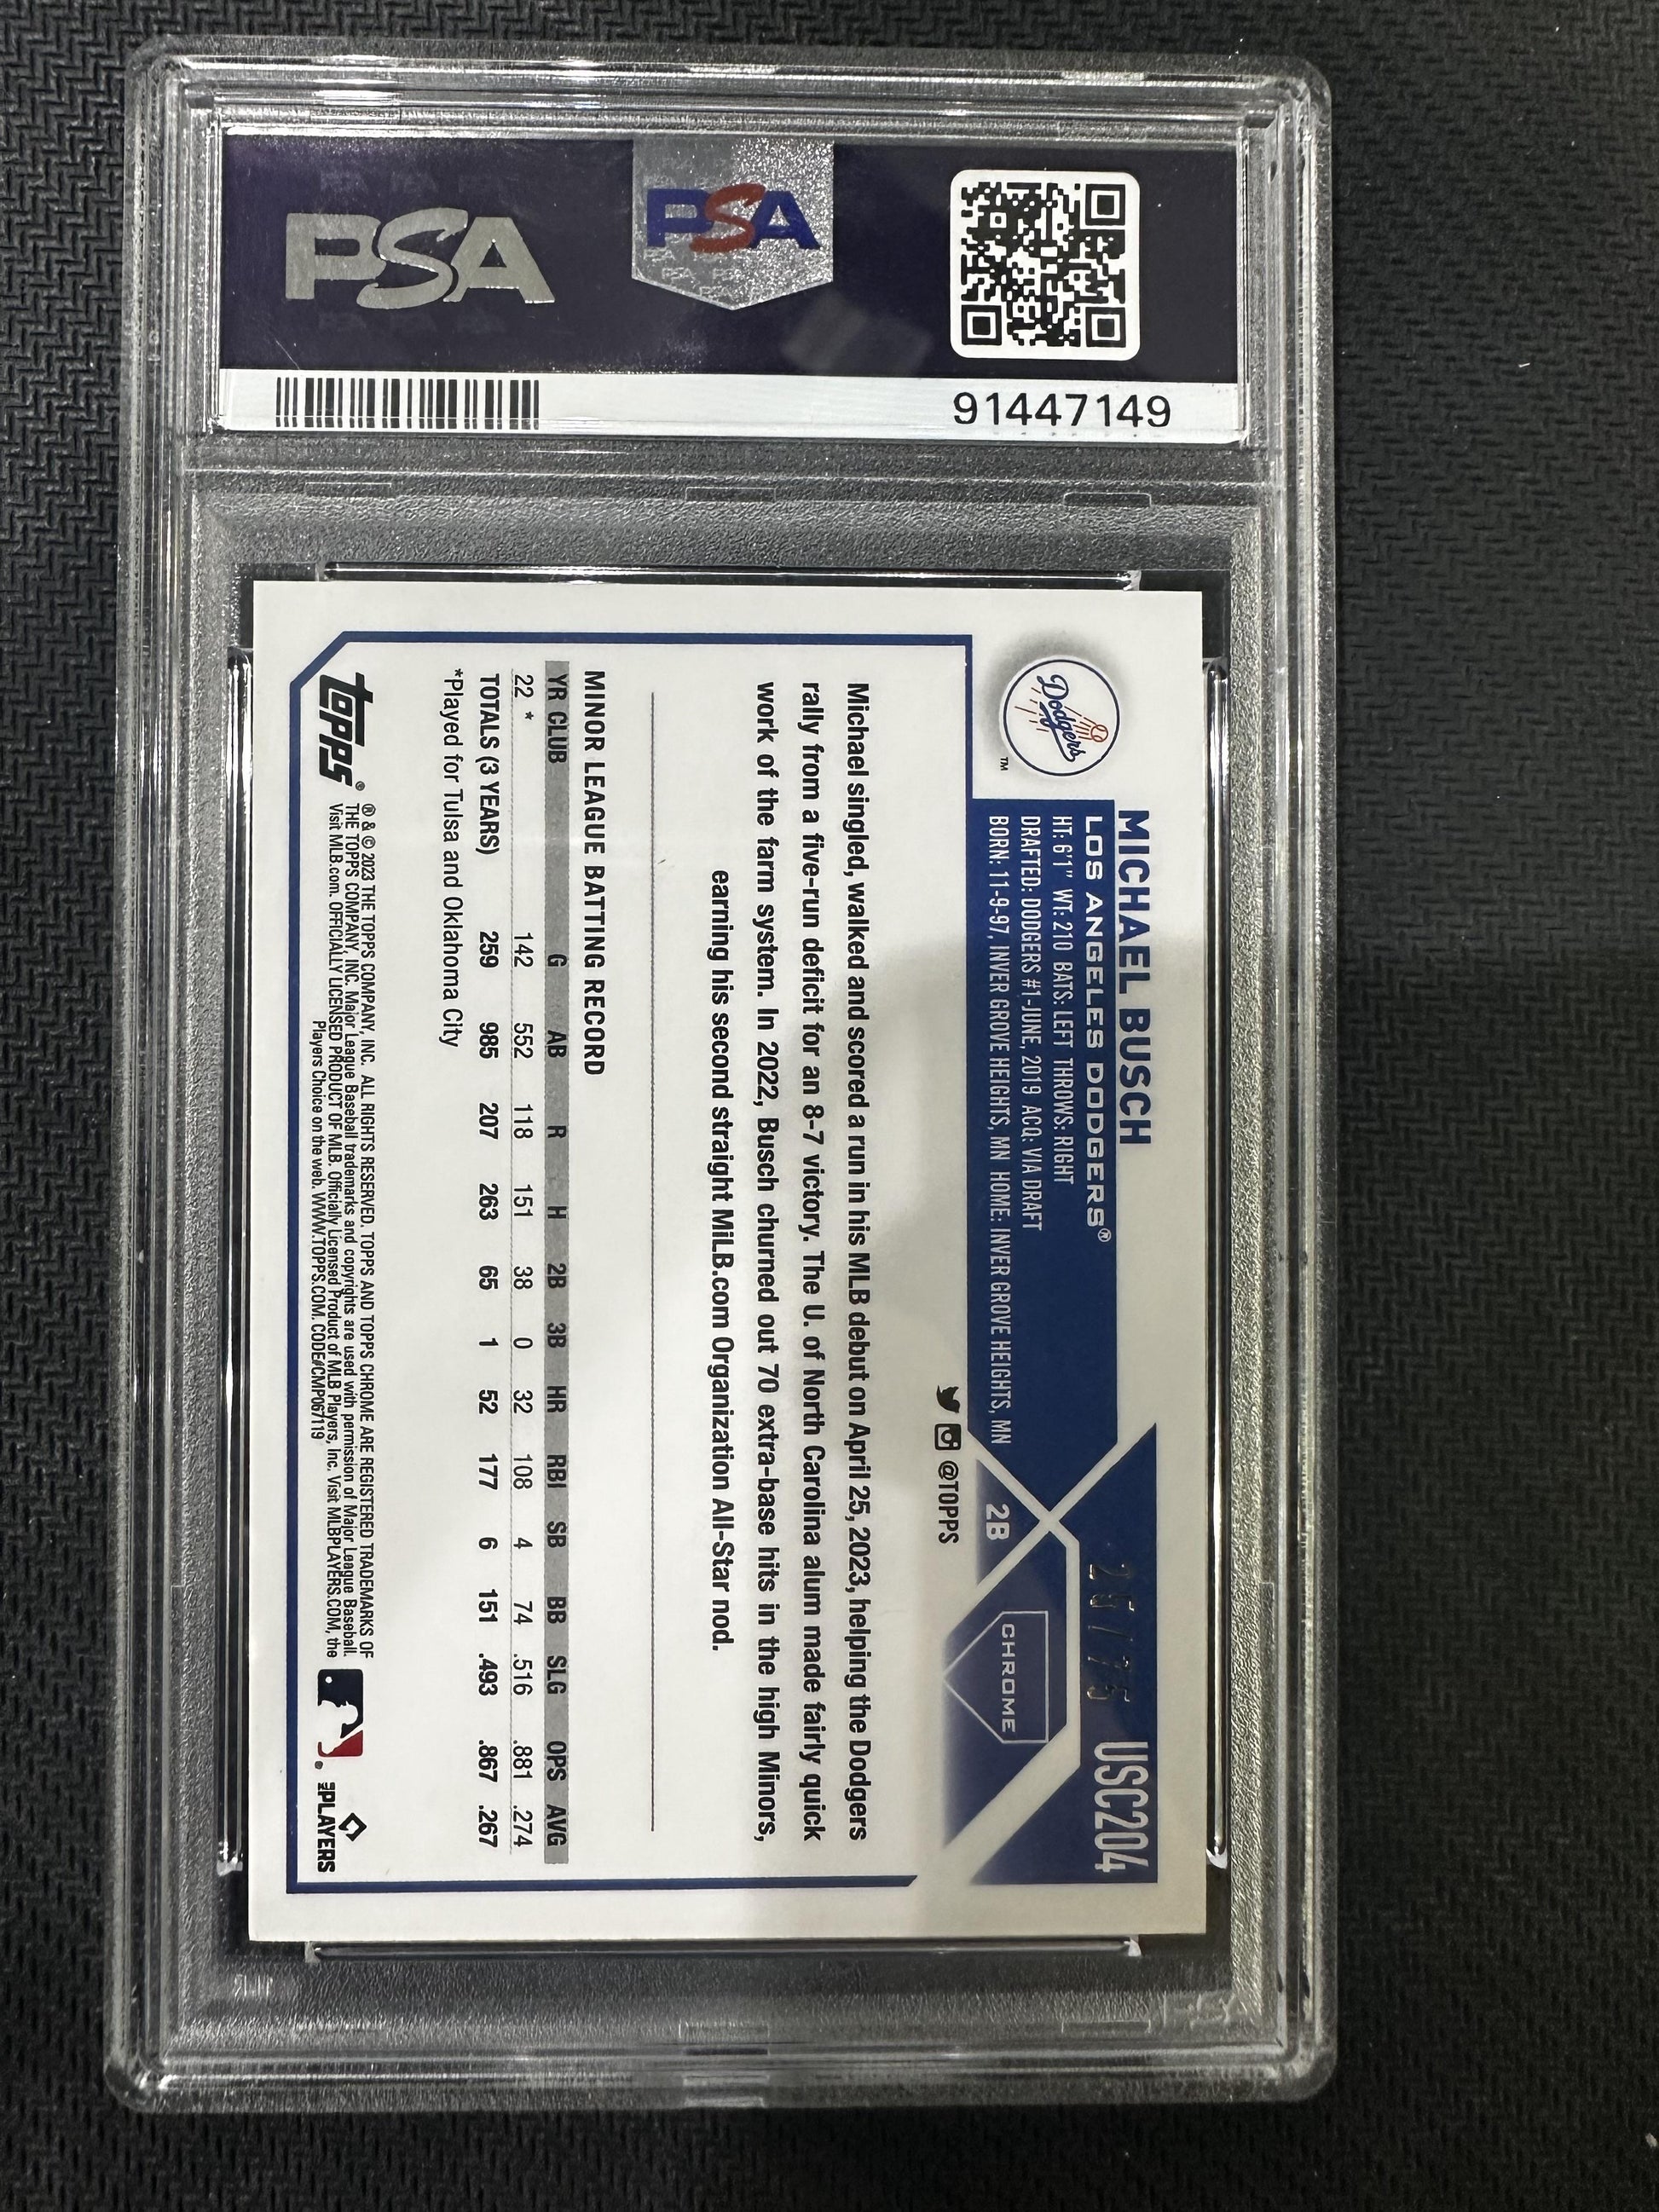 PSA
PSA
91447149
Dodgers
TM
MICHAEL BUSCH
LOS ANGELES DODGERS®
HT: 6'1" WT: 210 BATS: LEFT THROWS: RIGHT
DRAFTED: DODGERS #1-JUNE, 2019 ACQ: VIA DRAFT
BORN: 11-9-97, INVER GROVE HEIGHTS, MN HOME: INVER GROVE HEIGHTS, MN
2B
CHROME
USC204
@TOPPS
Michael singled, walked and scored a run in his MLB debut on April 25, 2023, helping the Dodgers
rally from a five-run deficit for an 8-7 victory. The U. of North Carolina alum made fairly quick
work of the farm system. In 2022, Busch churned out 70 extra-base hits in the high Minors,
earning his second straight MiLB.com Organization All-Star nod.
MINOR LEAGUE BATTING RECORD
YR CLUB G AB R H 2B 3B HR RBI SB BB SLG OPS AVG
22 * 142 552 118 151 38 0 32 108 4 74 .516 .881 .274
TOTALS (3 YEARS) 259 985 207 263 65 1 52 177 6 151 .493 .867 .267
*Played for Tulsa and Oklahoma City
topps®
® & © 2023 THE TOPPS COMPANY, INC. ALL RIGHTS RESERVED. TOPPS AND TOPPS CHROME ARE REGISTERED TRADEMARKS OF
THE TOPPS COMPANY, INC. Major League Baseball trademarks and copyrights are used with permission of Major League Baseball.
Visit MLB.com. OFFICIALLY LICENSED PRODUCT OF MLB. Officially Licensed Product of MLB Players, Inc. Visit MLBPLAYERS.COM, the
Players Choice on the web. WWW.TOPPS.COM. CODE#CMP067119
PLAYERS